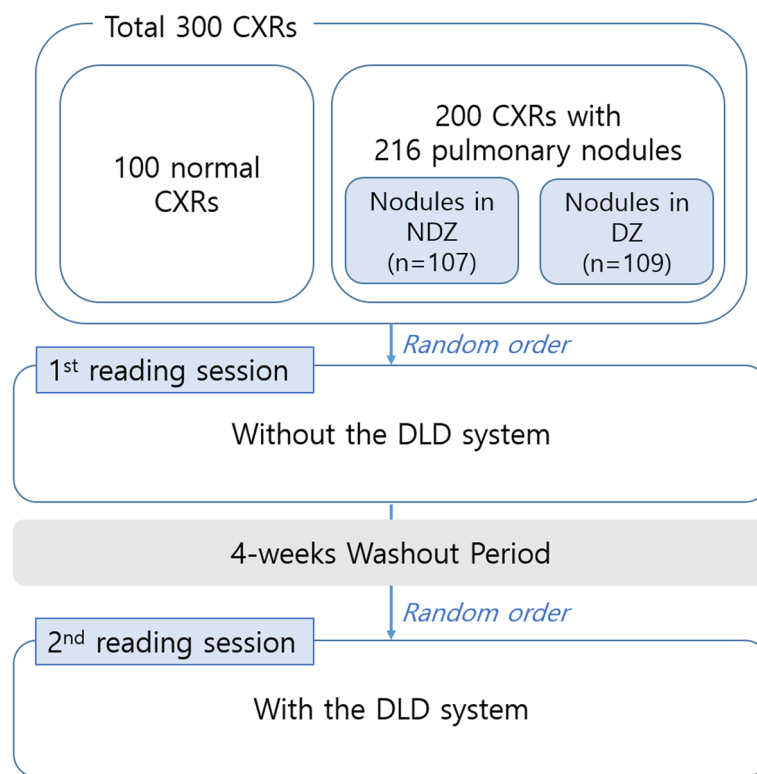 Total 300 CXRs
100 normal
CXRs
200 CXRs with
216 pulmonary nodules
Nodules in
NDZ
(n=107)
Nodules in
DZ
(n=109)
Random order
1st reading session
Without the DLD system
4-weeks Washout Period
Random order
2nd reading session
With the DLD system